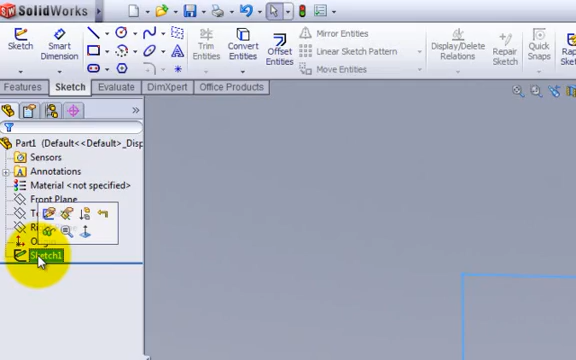 SolidWorks
Sketch
Smart Dimension
Trim Entities
Convert Entities
Offset Entities
Mirror Entities
Linear Sketch Pattern
Move Entities
Display/Delete Relations
Repair Sketch
Quick Snaps
Features
Sketch
Evaluate
DimXpert
Office Products
Part1 (Default<<Default>_Disp
Sensors
Annotations
Material <not specified>
Front Plane
Sketch1